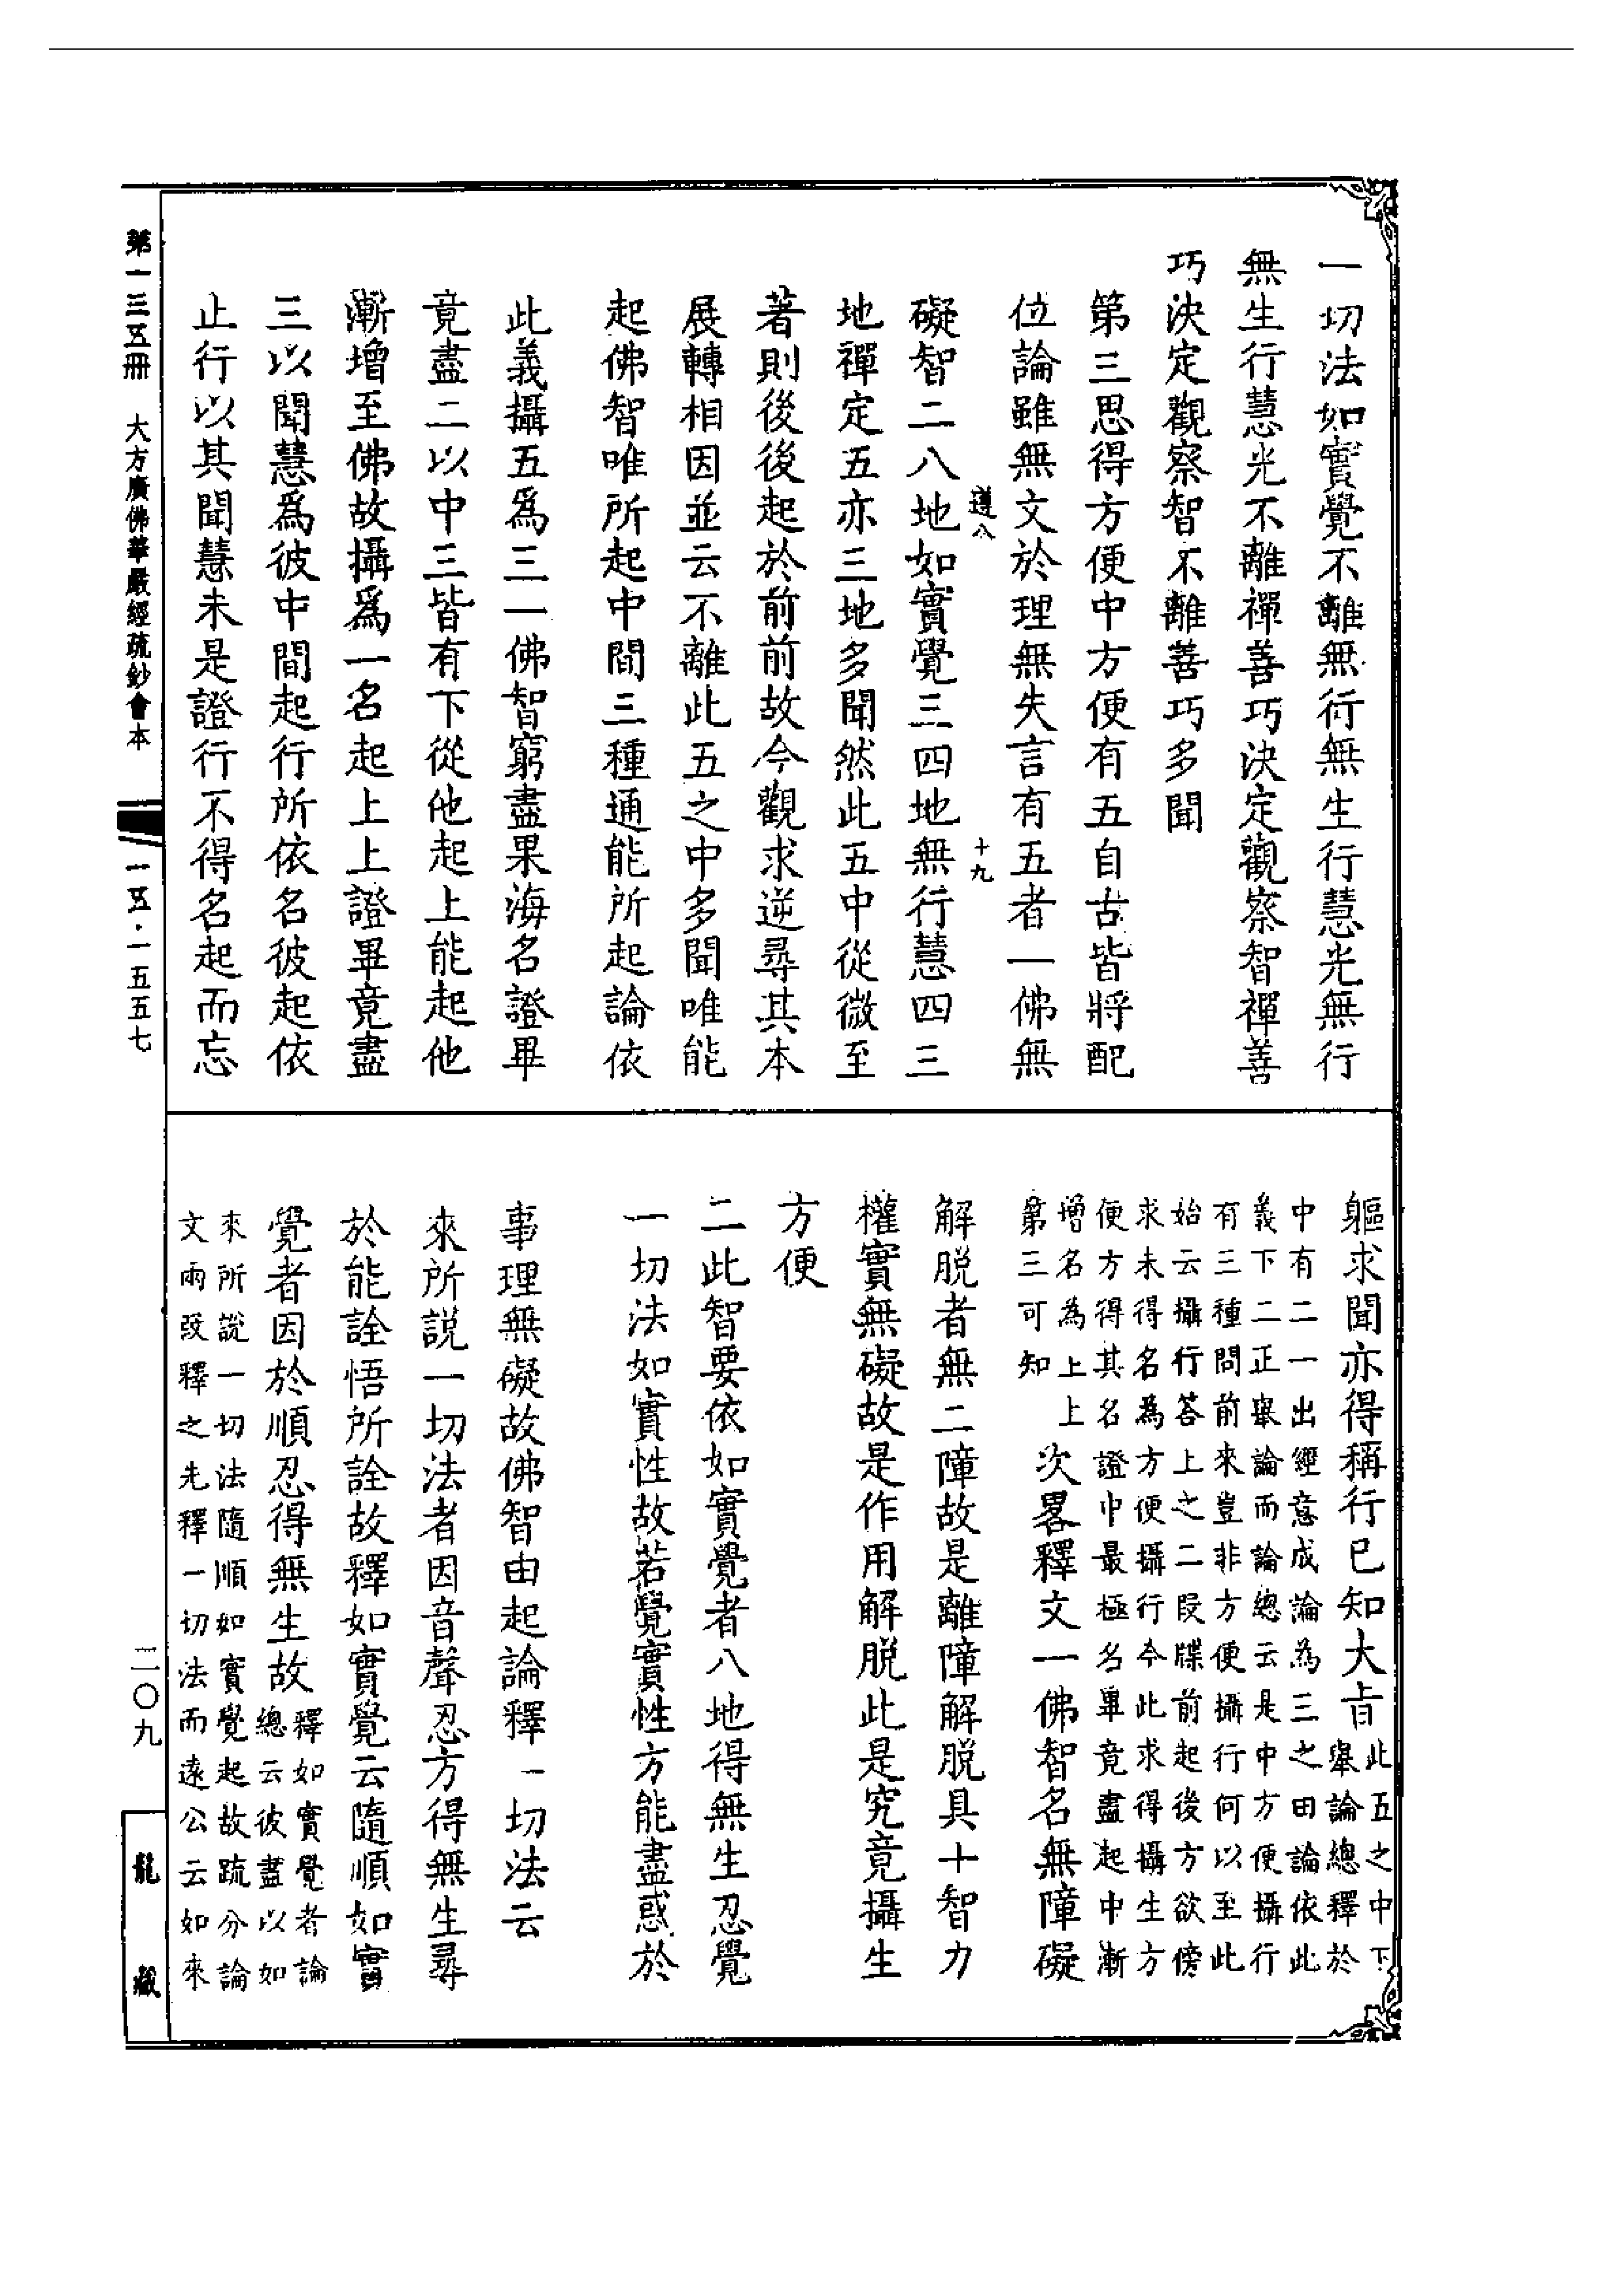 一切法如實覺不離無行無生行慧光無行
無生行慧光不離禪善巧決定觀察智禪善
巧決定觀察智不離善巧多聞
第三思得方便中方便有五自古皆將配
位論雖無文於理無失言有五者一佛無
遵八 十九
礙智二八地如實覺三四地無行慧四三
地禪定五亦三地多聞然此五中從微至
著則後後起於前前故今觀求逆尋其本
展轉相因並云不離此五之中多聞唯能
起佛智唯所起中間三種通能所起論依
此義攝五爲三一佛智窮盡果海名證畢
竟盡二以中三皆有下從他起上能起他
漸增至佛故攝爲一名起上上證畢竟盡
三以聞慧爲彼中間起行所依名彼起依
止行以其聞慧未是證行不得名起而忘
軀求聞亦得稱行已知大旨此五之中下
舉論總釋於
中有二一出經意成論為三之由論依此
義下二正舉論而論總云是中方便攝行
有三種問前來豈非方便攝行何以至此
始云攝行荅上之二段牒前起後方欲傍
求未得名為方便攝行今此求得攝生方
便方得其名證中最極名畢竟盡起中漸
增名為上上
第三可知
次畧釋文一佛智名無障礙
解脫者無二障故是離障解脫具十智力
權實無礙故是作用解脫此是究竟攝生
方便
二此智要依如實覺者八地得無生忍覺
一切法如實性故若覺實性方能盡惑於
事理無礙故佛智由起論釋一切法云
來所説一切法者因音聲忍方得無生尋
於能詮悟所詮故釋如實覺云隨順如實
覺者因於順忍得無生故釋如實覺者論
總云彼盡以如
來所說一切法隨順如實覺起故疏分論
文兩段釋之先釋一切法而遠公云如來
第一三五冊 大方廣佛華嚴經疏鈔會本 一五·一五五七
二〇九
龍藏